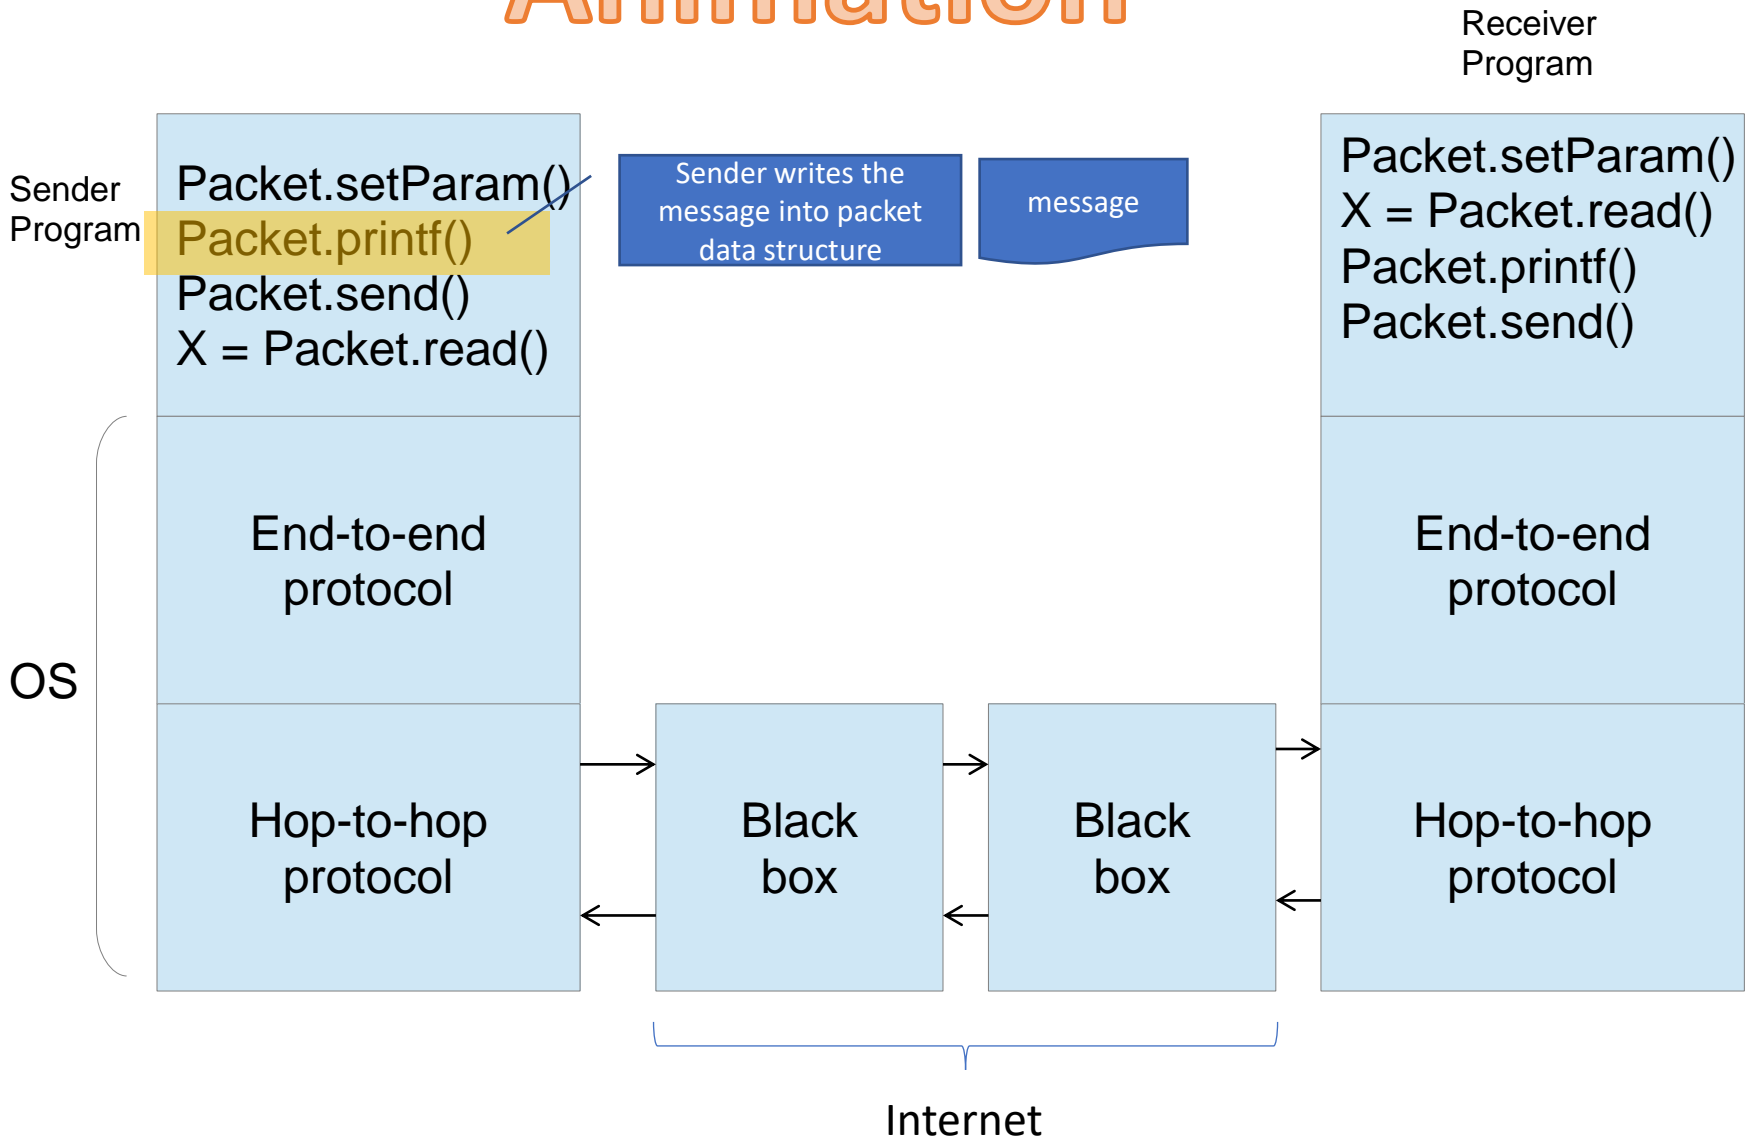 Animation
Receiver
Program
Sender
Program
Packet.setParam()
Packet.printf()
Packet.send()
X = Packet.read()
Sender writes the
message into packet
data structure
message
Packet.setParam()
X = Packet.read()
Packet.printf()
Packet.send()
OS
End-to-end
protocol
End-to-end
protocol
Hop-to-hop
protocol
Black
box
Black
box
Hop-to-hop
protocol
Internet